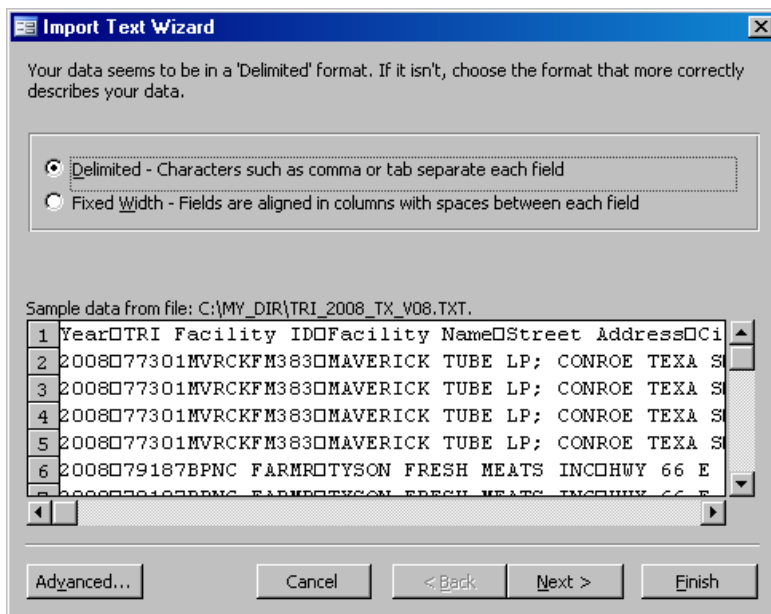 Import Text Wizard
Your data seems to be in a 'Delimited' format. If it isn't, choose the format that more correctly
describes your data.
Delimited - Characters such as comma or tab separate each field
Fixed Width - Fields are aligned in columns with spaces between each field
Sample data from file: C:\MY_DIR\TRI_2008_TX_V08.TXT.
1 Year□TRI Facility ID□Facility Name□Street Address□Ci
2 2008□77301MVRCKFM383□MAVERICK TUBE LP; CONROE TEXA S
3 2008□77301MVRCKFM383□MAVERICK TUBE LP; CONROE TEXA S
4 2008□77301MVRCKFM383□MAVERICK TUBE LP; CONROE TEXA S
5 2008□77301MVRCKFM383□MAVERICK TUBE LP; CONROE TEXA S
6 2008□79187BPNC FARMR□TYSON FRESH MEATS INC□HWY 66 E
Advanced... Cancel < Back Next > Finish